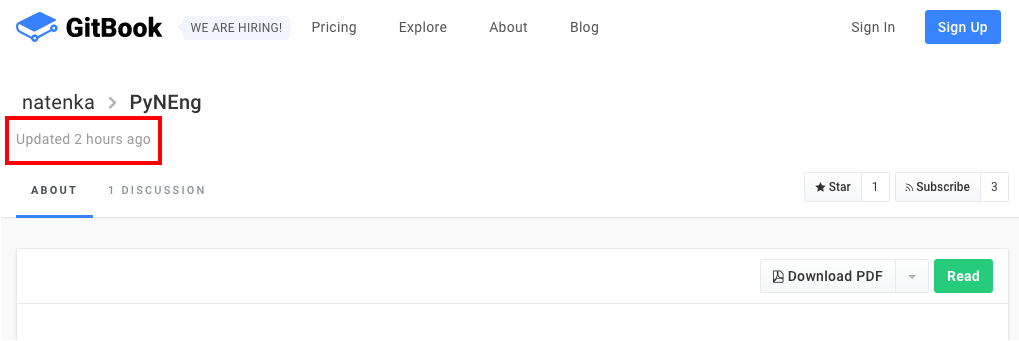 GitBook WE ARE HIRING! Pricing Explore About Blog Sign In Sign Up
natenka > PyNEng
Updated 2 hours ago
ABOUT 1 DISCUSSION Star 1 Subscribe 3
Download PDF Read